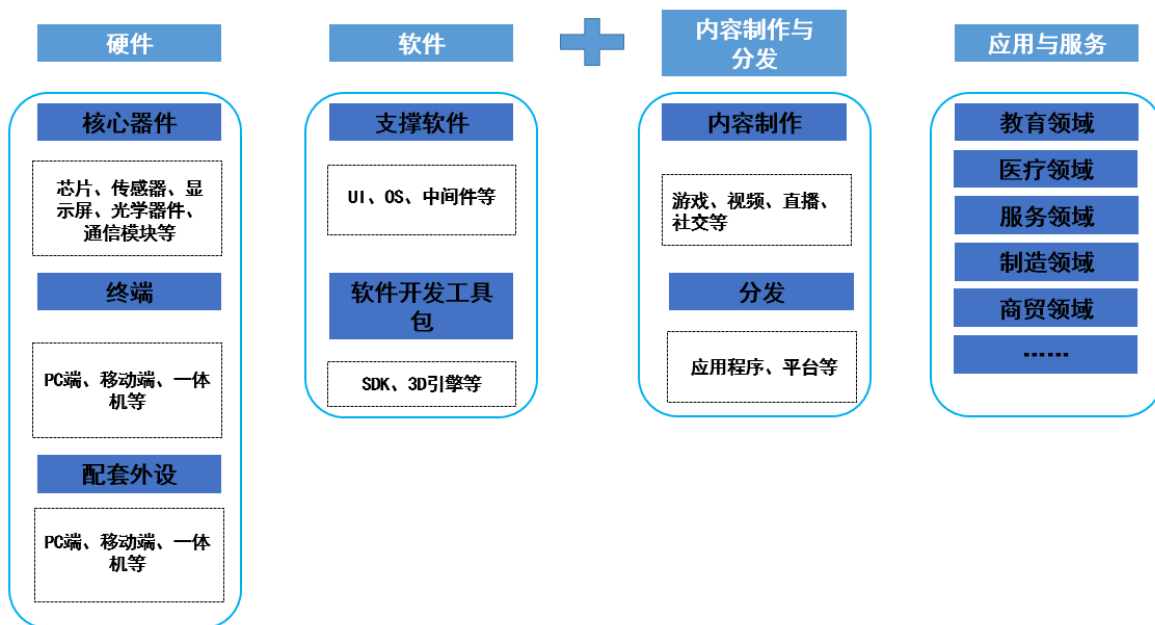 硬件
核心器件
芯片、传感器、显
示屏、光学器件、
通信模块等
终端
PC端、移动端、一体
机等
配套外设
PC端、移动端、一体
机等
软件
支撑软件
UI、OS、中间件等
软件开发工具
包
SDK、3D引擎等
内容制作与
分发
内容制作
游戏、视频、直播、
社交等
分发
应用程序、平台等
应用与服务
教育领域
医疗领域
服务领域
制造领域
商贸领域
……